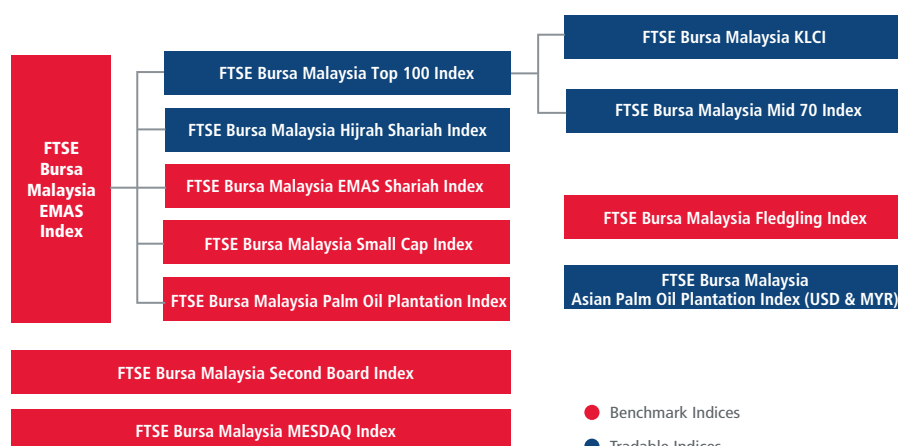 FTSE Bursa Malaysia KLCI
FTSE Bursa Malaysia Top 100 Index
FTSE Bursa Malaysia Mid 70 Index
FTSE Bursa Malaysia Hijrah Shariah Index
FTSE
Bursa
Malaysia
EMAS
Index
FTSE Bursa Malaysia EMAS Shariah Index
FTSE Bursa Malaysia Fledgling Index
FTSE Bursa Malaysia Small Cap Index
FTSE Bursa Malaysia Palm Oil Plantation Index
FTSE Bursa Malaysia
Asian Palm Oil Plantation Index (USD & MYR)
FTSE Bursa Malaysia Second Board Index
FTSE Bursa Malaysia MESDAQ Index
Benchmark Indices
Tradable Indices